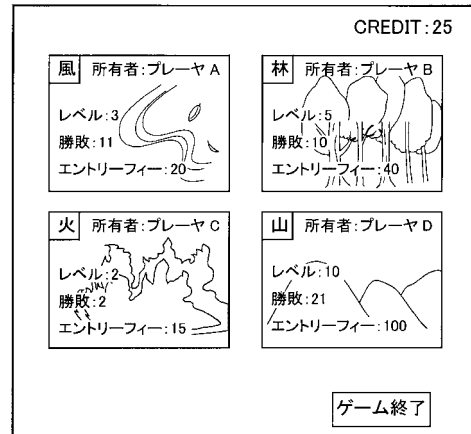 CREDIT:25
風 所有者:プレーヤA
レベル:3
勝敗:11
エントリーフィー:20
林 所有者:プレーヤB
レベル:5
勝敗:10
エントリーフィー:40
火 所有者:プレーヤC
レベル:2
勝敗:2
エントリーフィー:15
山 所有者:プレーヤD
レベル:10
勝敗:21
エントリーフィー:100
ゲーム終了